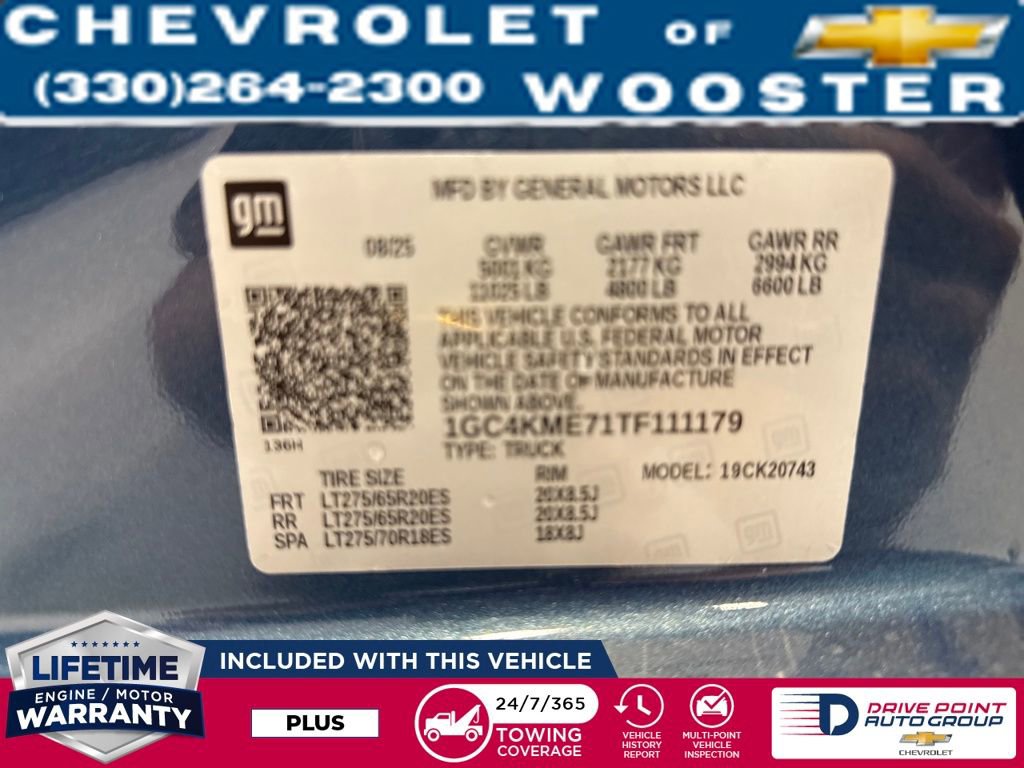 CHEVROLET OF
(330)264-2300 WOOSTER
gm
MFD BY GENERAL MOTORS LLC
08/25 GVWR GAWR FRT GAWR RR
5001 KG 2177 KG 2994 KG
11025 LB 4800 LB 6600 LB
THIS VEHICLE CONFORMS TO ALL
APPLICABLE U.S. FEDERAL MOTOR
VEHICLE SAFETY STANDARDS IN EFFECT
ON THE DATE OF MANUFACTURE
SHOWN ABOVE.
136H
1GC4KME71TF111179
TYPE: TRUCK
MODEL: 19CK20743
TIRE SIZE RIM
FRT LT275/65R20ES 20X8.5J
RR LT275/65R20ES 20X8.5J
SPA LT275/70R18ES 18X8J
gm
LIFETIME
ENGINE / MOTOR
WARRANTY
INCLUDED WITH THIS VEHICLE
PLUS
24/7/365
TOWING
COVERAGE
VEHICLE
HISTORY
REPORT
MULTI-POINT
VEHICLE
INSPECTION
DRIVE POINT
AUTO GROUP
CHEVROLET